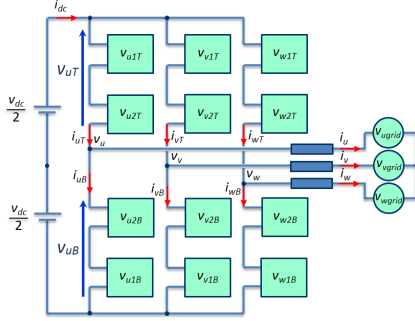 i_dc
v_u1T v_v1T v_w1T
v_uT
v_dc/2
v_u2T v_v2T v_w2T
i_uT v_u i_vT i_wT i_u v_ugrid
v_v i_v v_vgrid
i_uB v_w i_w
i_vB i_wB v_wgrid
v_dc/2
v_u2B v_v2B v_w2B
v_uB
v_u1B v_v1B v_w1B